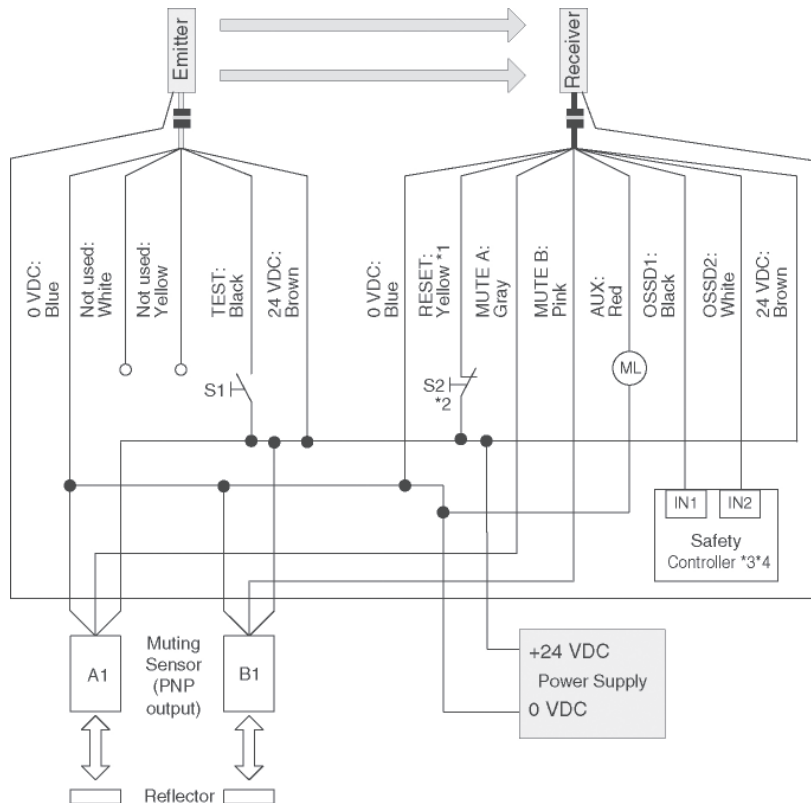 Emitter
Receiver
0 VDC:
Blue
Not used:
White
Not used:
Yellow
TEST:
Black
24 VDC:
Brown
0 VDC:
Blue
RESET:
Yellow *1
MUTE A:
Gray
MUTE B:
Pink
AUX:
Red
OSSD1:
Black
OSSD2:
White
24 VDC:
Brown
S1
S2
*2
ML
IN1
IN2
Safety
Controller *3*4
A1
Muting
Sensor
(PNP
output)
B1
+24 VDC
Power Supply
0 VDC
Reflector